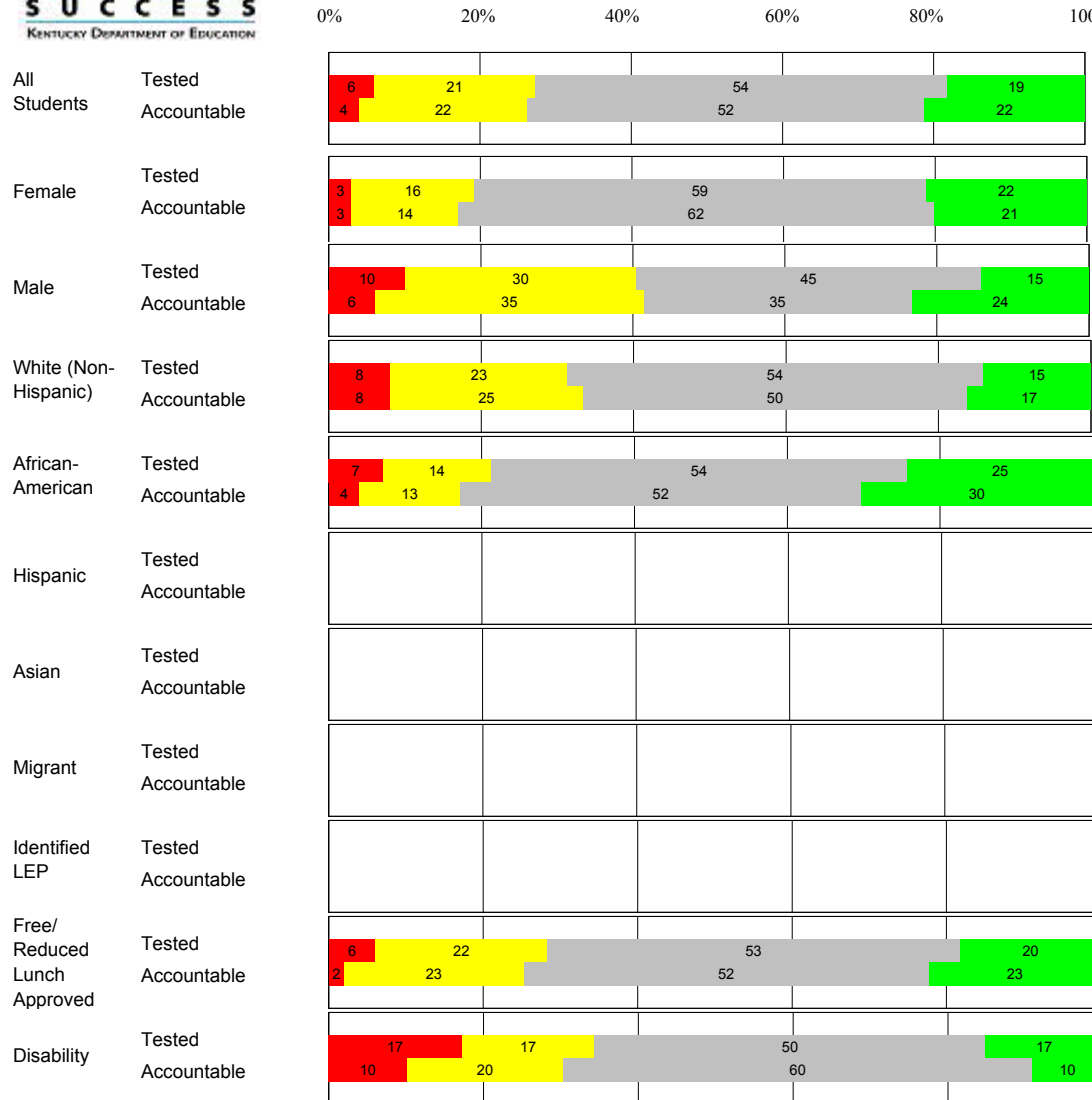 SUCCESS
KENTUCKY DEPARTMENT OF EDUCATION
0% 20% 40% 60% 80% 100
All Students Tested 6 21 54 19
Accountable 4 22 52 22
Female Tested 3 16 59 22
Accountable 3 14 62 21
Male Tested 10 30 45 15
Accountable 6 35 35 24
White (Non-Hispanic) Tested 8 23 54 15
Accountable 8 25 50 17
African-American Tested 7 14 54 25
Accountable 4 13 52 30
Hispanic Tested
Accountable
Asian Tested
Accountable
Migrant Tested
Accountable
Identified LEP Tested
Accountable
Free/
Reduced Tested 6 22 53 20
Lunch Accountable 2 23 52 23
Approved
Disability Tested 17 17 50 17
Accountable 10 20 60 10